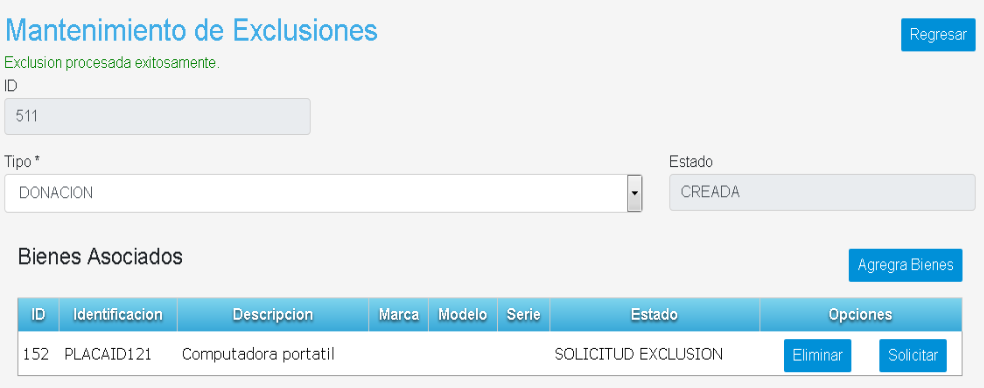 Mantenimiento de Exclusiones
Regresar
Exclusion procesada exitosamente.
ID
511
Tipo * Estado
DONACION CREADA
Bienes Asociados
Agregra Bienes
ID Identificacion Descripcion Marca Modelo Serie Estado Opciones
152 PLACAID121 Computadora portatil SOLICITUD EXCLUSION Eliminar Solicitar